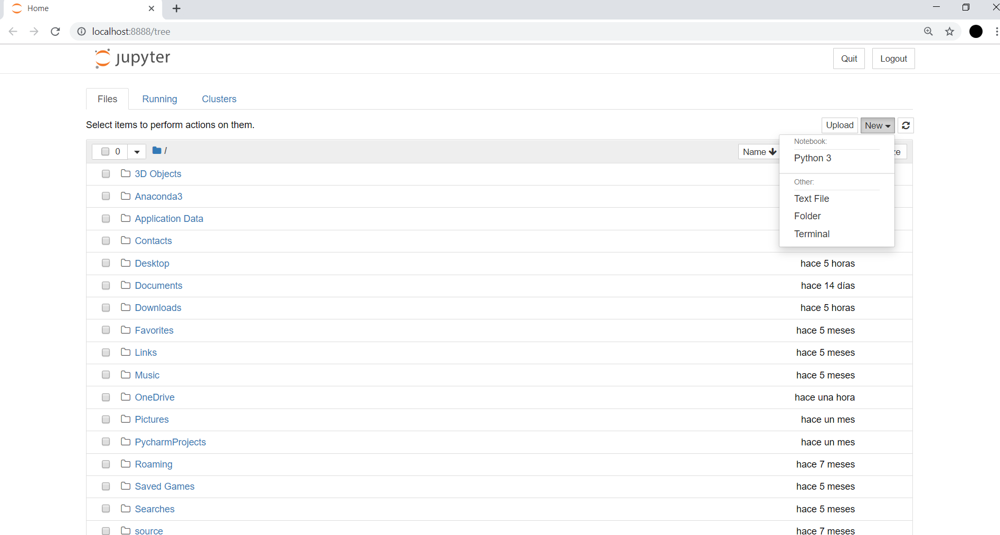 Home
localhost:8888/tree
jupyter
Quit Logout
Files Running Clusters
Select items to perform actions on them.
Upload New
0 / Name ze
Notebook:
Python 3
Other:
Text File
Folder
Terminal
3D Objects
Anaconda3
Application Data
Contacts
Desktop hace 5 horas
Documents hace 14 días
Downloads hace 5 horas
Favorites hace 5 meses
Links hace 5 meses
Music hace 5 meses
OneDrive hace una hora
Pictures hace un mes
PycharmProjects hace un mes
Roaming hace 7 meses
Saved Games hace 5 meses
Searches hace 5 meses
source hace 7 meses